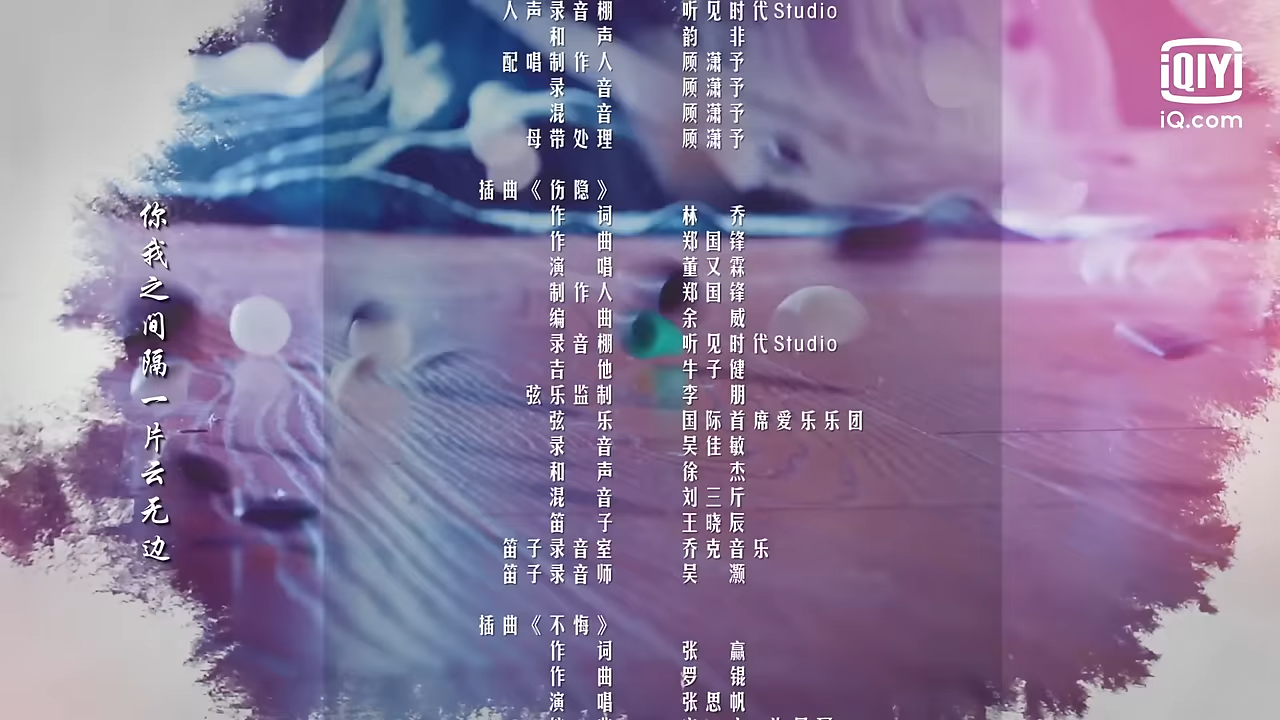 人声录音棚 听见时代Studio
和声 韵非
配唱制作人 顾潇予
录音 顾潇予
混音 顾潇予
母带处理 顾潇予
插曲《伤隐》
作词 林乔
作曲 郑国锋
演唱 董又霖
制作人 郑国锋
编曲 余威
录音棚 听见时代Studio
吉他 牛子健
弦乐监制 李朋
弦乐 国际首席爱乐乐团
录音 吴佳敏
和声 徐杰
混音 刘三斤
笛子 王晓辰
笛子录音室 乔克音乐
笛子录音师 吴灏
插曲《不悔》
作词 张赢
作曲 罗锟
演唱 张思帆
你我之间隔一片云无边
iQIYI
iQ.com